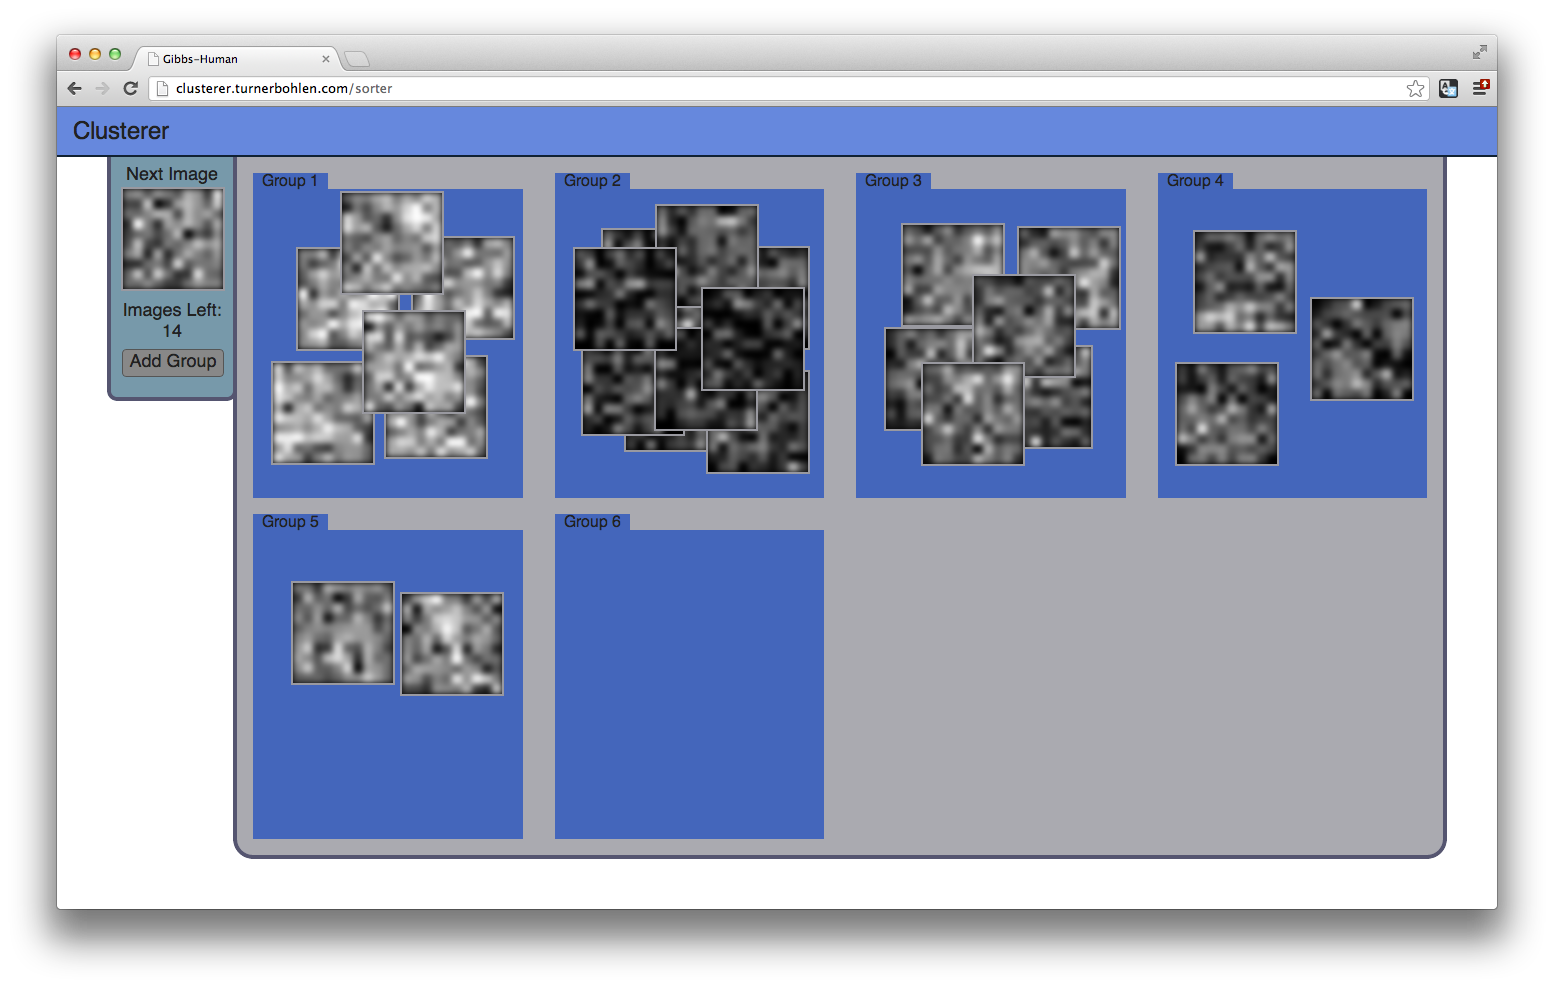 Gibbs-Human
clusterer.turnerbohlen.com/sorter
Clusterer
Next Image
Images Left:
14
Add Group
Group 1
Group 2
Group 3
Group 4
Group 5
Group 6